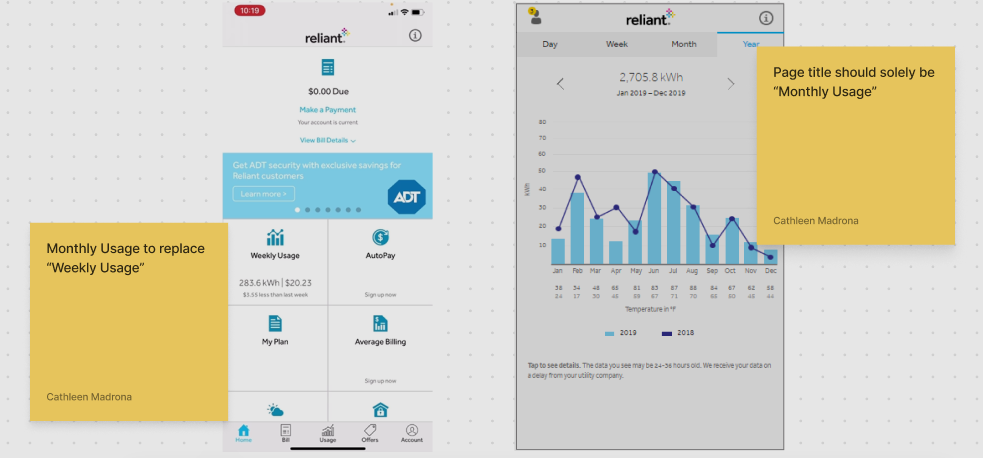 10:19
reliant
$0.00 Due
Make a Payment
Your account is current
View Bill Details
Get ADT security with exclusive savings for
Reliant customers
Learn more >
ADT
Weekly Usage
AutoPay
283.6 kWh | $20.23
$3.55 less than last week
Sign up now
My Plan
Average Billing
Sign up now
Home
Bill
Usage
Offers
Account
Monthly Usage to replace
“Weekly Usage”
Cathleen Madrona
reliant
Day Week Month Year
2,705.8 kWh
Jan 2019 – Dec 2019
kWh
80
70
60
50
40
30
20
10
Jan Feb Mar Apr May Jun Jul Aug Sep Oct Nov Dec
38 34 48 65 81 83 87 88 84 67 62 58
24 17 30 45 59 67 71 70 65 60 45 44
Temperature in °F
2019 2018
Tap to see details. The data you see may be 24-36 hours old. We receive your data on
a delay from your utility company.
Page title should solely be
“Monthly Usage”
Cathleen Madrona